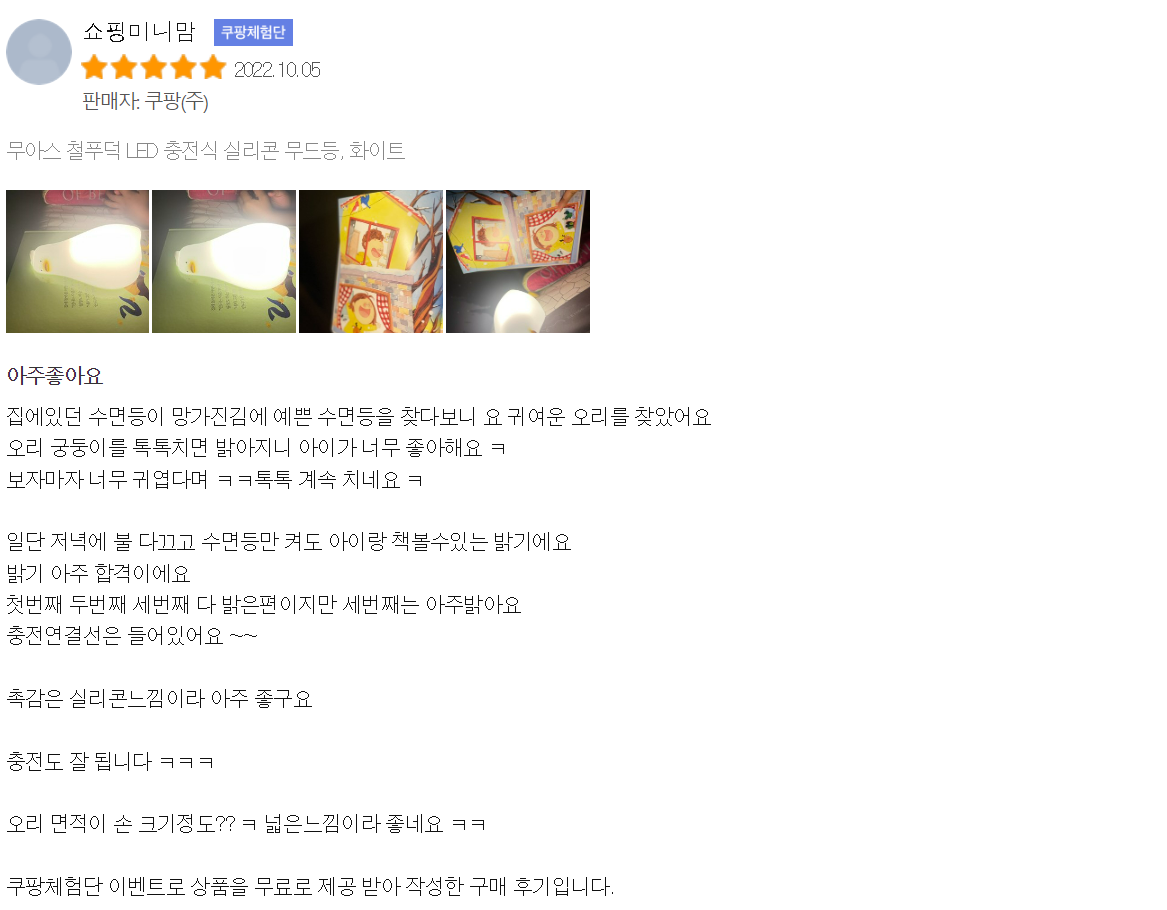 쇼핑미니맘 쿠팡체험단
2022.10.05
판매자: 쿠팡(주)
무아스 철푸덕 LED 충전식 실리콘 무드등, 화이트
아주좋아요
집에있던 수면등이 망가진김에 예쁜 수면등을 찾다보니 요 귀여운 오리를 찾았어요
오리 궁둥이를 톡톡치면 밝아지니 아이가 너무 좋아해요 ㅋ
보자마자 너무 귀엽다며 ㅋㅋ톡톡 계속 치네요 ㅋ
일단 저녁에 불 다끄고 수면등만 켜도 아이랑 책볼수있는 밝기에요
밝기 아주 합격이에요
첫번째 두번째 세번째 다 밝은편이지만 세번째는 아주밝아요
충전연결선은 들어있어요 ~~
촉감은 실리콘느낌이라 아주 좋구요
충전도 잘 됩니다 ㅋㅋㅋ
오리 면적이 손 크기정도?? ㅋ 넓은느낌이라 좋네요 ㅋㅋ
쿠팡체험단 이벤트로 상품을 무료로 제공 받아 작성한 구매 후기입니다.